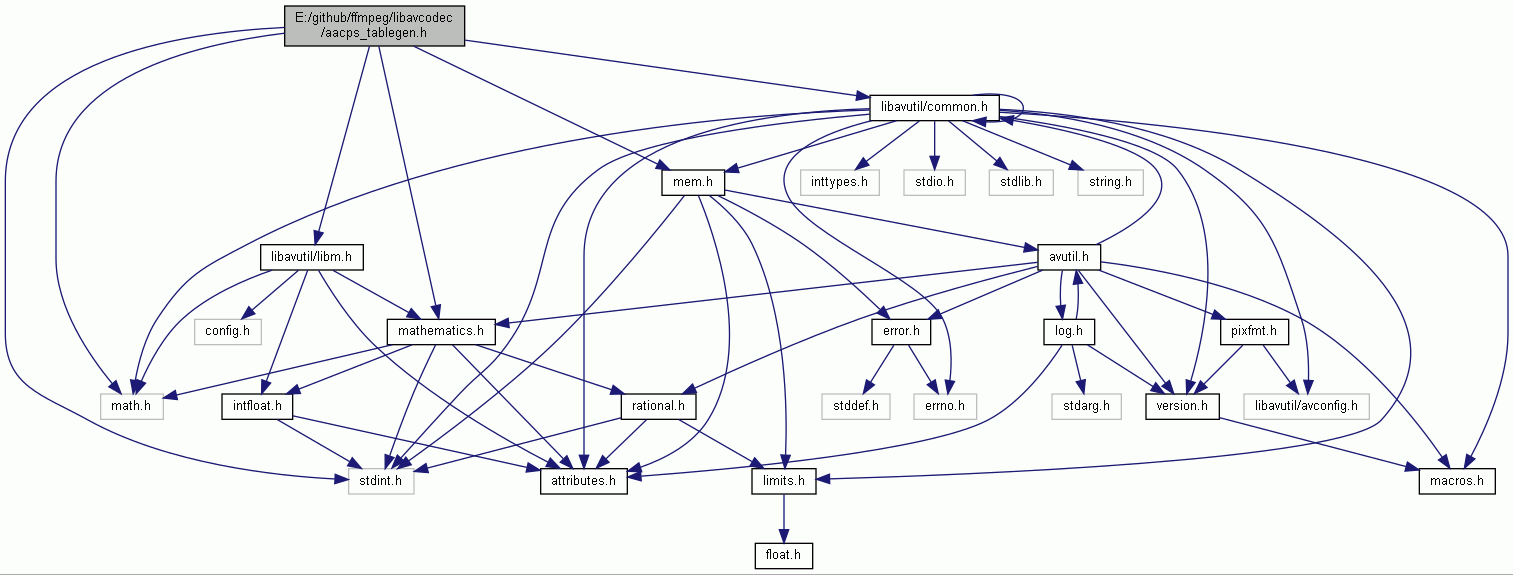 E:/github/ffmpeg/libavcodec
/aacps_tablegen.h
libavutil/common.h
mem.h
inttypes.h
stdio.h
stdlib.h
string.h
libavutil/libm.h
avutil.h
config.h
mathematics.h
error.h
log.h
pixfmt.h
math.h
intfloat.h
rational.h
stddef.h
errno.h
stdarg.h
version.h
libavutil/avconfig.h
stdint.h
attributes.h
limits.h
macros.h
float.h